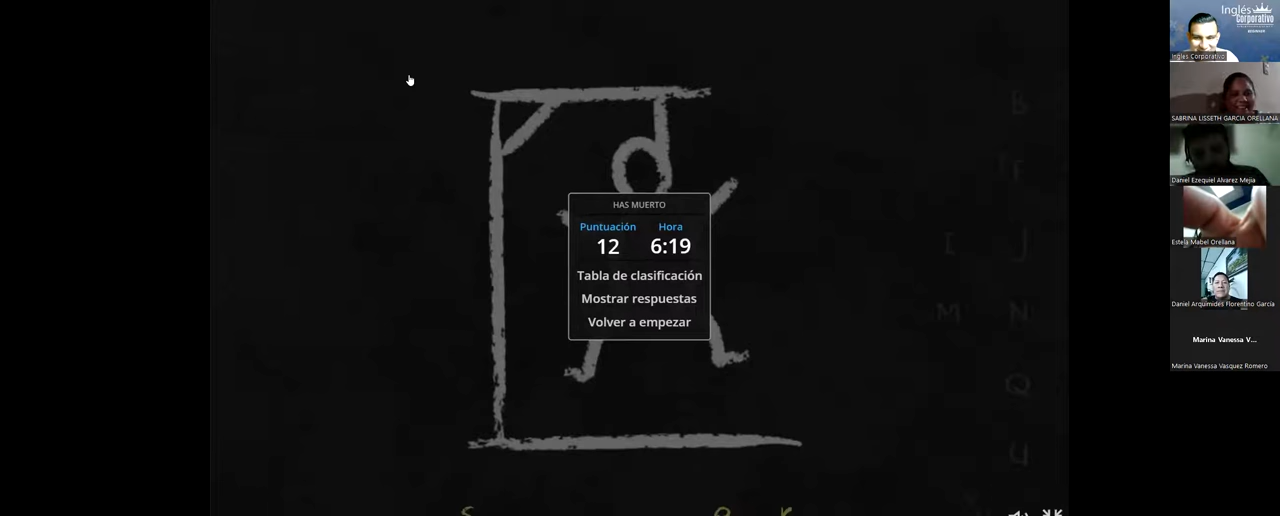 HAS MUERTO
Puntuación Hora
12 6:19
Tabla de clasificación
Mostrar respuestas
Volver a empezar
B
J
M N
Q
Inglés
Corporativo
BEGINNER
Ingles Corporativo
SABRINA LISSETH GARCIA ORELLANA
Daniel Ezequiel Alvarez Mejia
Estela Mabel Orellana
Daniel Arquimides Florentino García
Marina Vanessa V...
Marina Vanessa Vasquez Romero